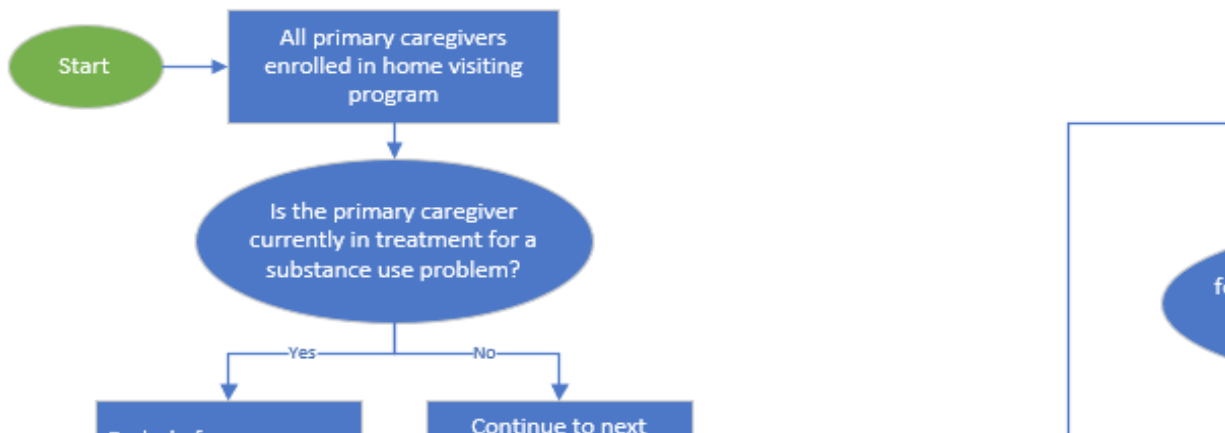 Start
All primary caregivers
enrolled in home visiting
program
Is the primary caregiver
currently in treatment for a
substance use problem?
Yes
No
Continue to next